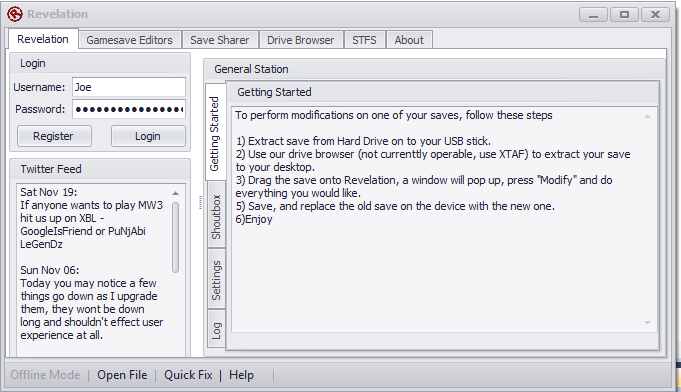 Revelation
Revelation Gamesave Editors Save Sharer Drive Browser STFS About
Login
Username: Joe
Password:
Register Login
Twitter Feed
Sat Nov 19:
If anyone wants to play MW3
hit us up on XBL -
GoogleIsFriend or PuNjAbi
LeGenDz
Sun Nov 06:
Today you may notice a few
things go down as I upgrade
them, they wont be down
long and shouldn't effect user
experience at all.
General Station
Getting Started
Shoutbox
Settings
Log
Getting Started
To perform modifications on one of your saves, follow these steps
1) Extract save from Hard Drive on to your USB stick.
2) Use our drive browser (not currently operable, use XTAF) to extract your save
to your desktop.
3) Drag the save onto Revelation, a window will pop up, press "Modify" and do
everything you would like.
5) Save, and replace the old save on the device with the new one.
6)Enjoy
Offline Mode | Open File | Quick Fix | Help